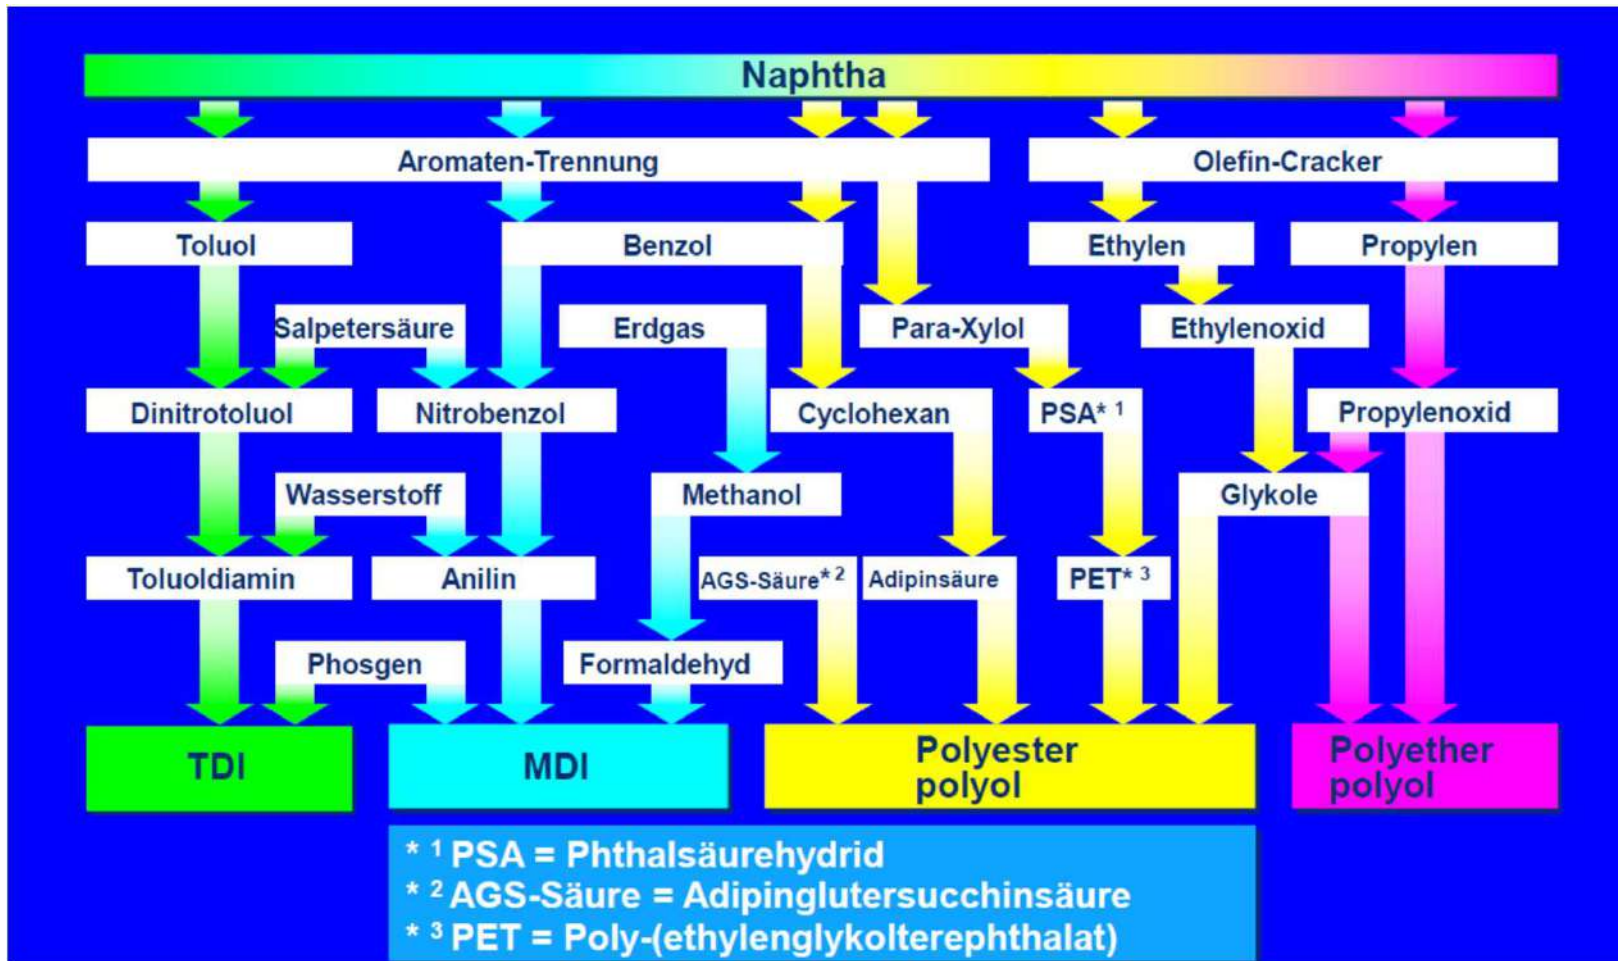 Naphtha
Aromaten-Trennung
Olefin-Cracker
Toluol
Benzol
Ethylen
Propylen
Salpetersäure
Erdgas
Para-Xylol
Ethylenoxid
Dinitrotoluol
Nitrobenzol
Cyclohexan
PSA* 1
Propylenoxid
Wasserstoff
Methanol
Glykole
Toluoldiamin
Anilin
AGS-Säure* 2
Adipinsäure
PET* 3
Phosgen
Formaldehyd
TDI
MDI
Polyester
polyol
Polyether
polyol
* 1 PSA = Phthalsäurehydrid
* 2 AGS-Säure = Adipinglutersucchinsäure
* 3 PET = Poly-(ethylenglykolterephthalat)